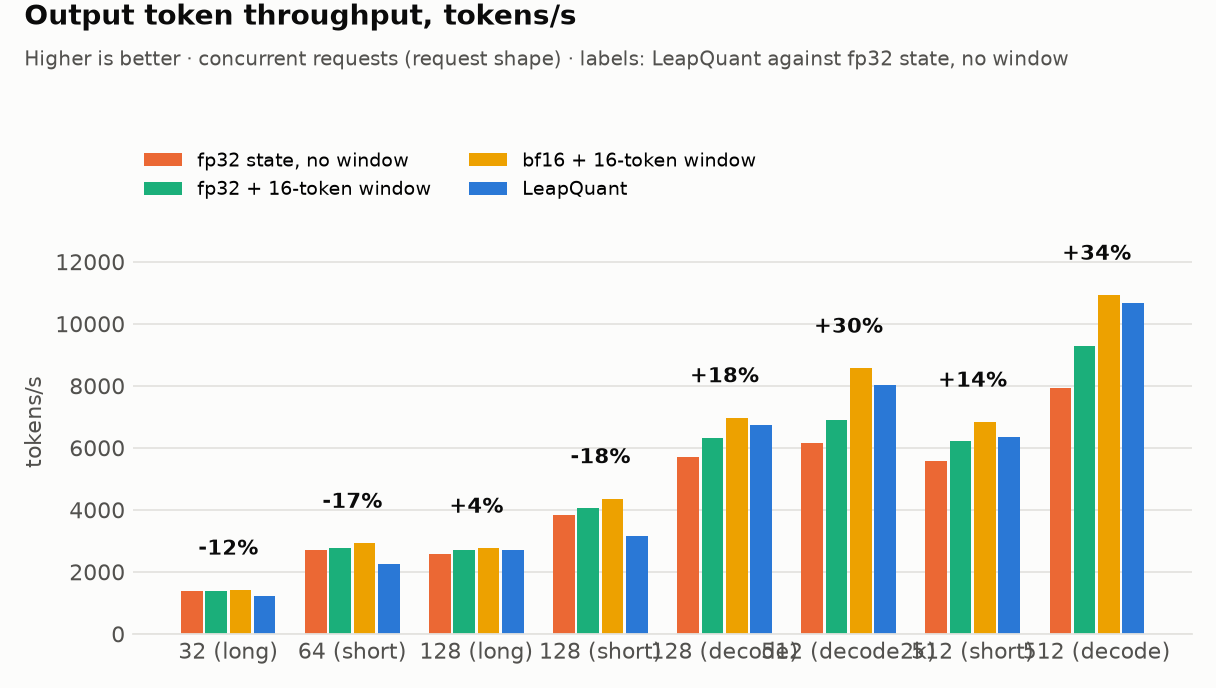 Output token throughput, tokens/s
Higher is better · concurrent requests (request shape) · labels: LeapQuant against fp32 state, no window
fp32 state, no window
bf16 + 16-token window
fp32 + 16-token window
LeapQuant
tokens/s
12000
10000
8000
6000
4000
2000
0
-12%
-17%
+4%
-18%
+18%
+30%
+14%
+34%
32 (long)
64 (short)
128 (long)
128 (short)
128 (decode)
512 (decode2k)
512 (short)
512 (decode)